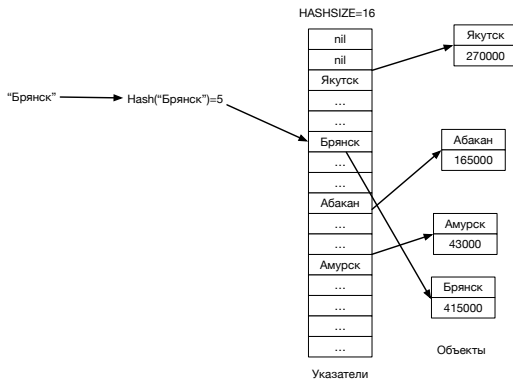 HASHSIZE=16
“Брянск”
Hash(“Брянск”)=5
nil
nil
Якутск
...
...
Брянск
...
...
Абакан
...
...
Амурск
...
...
...
...
Указатели
Якутск
270000
Абакан
165000
Амурск
43000
Брянск
415000
Объекты